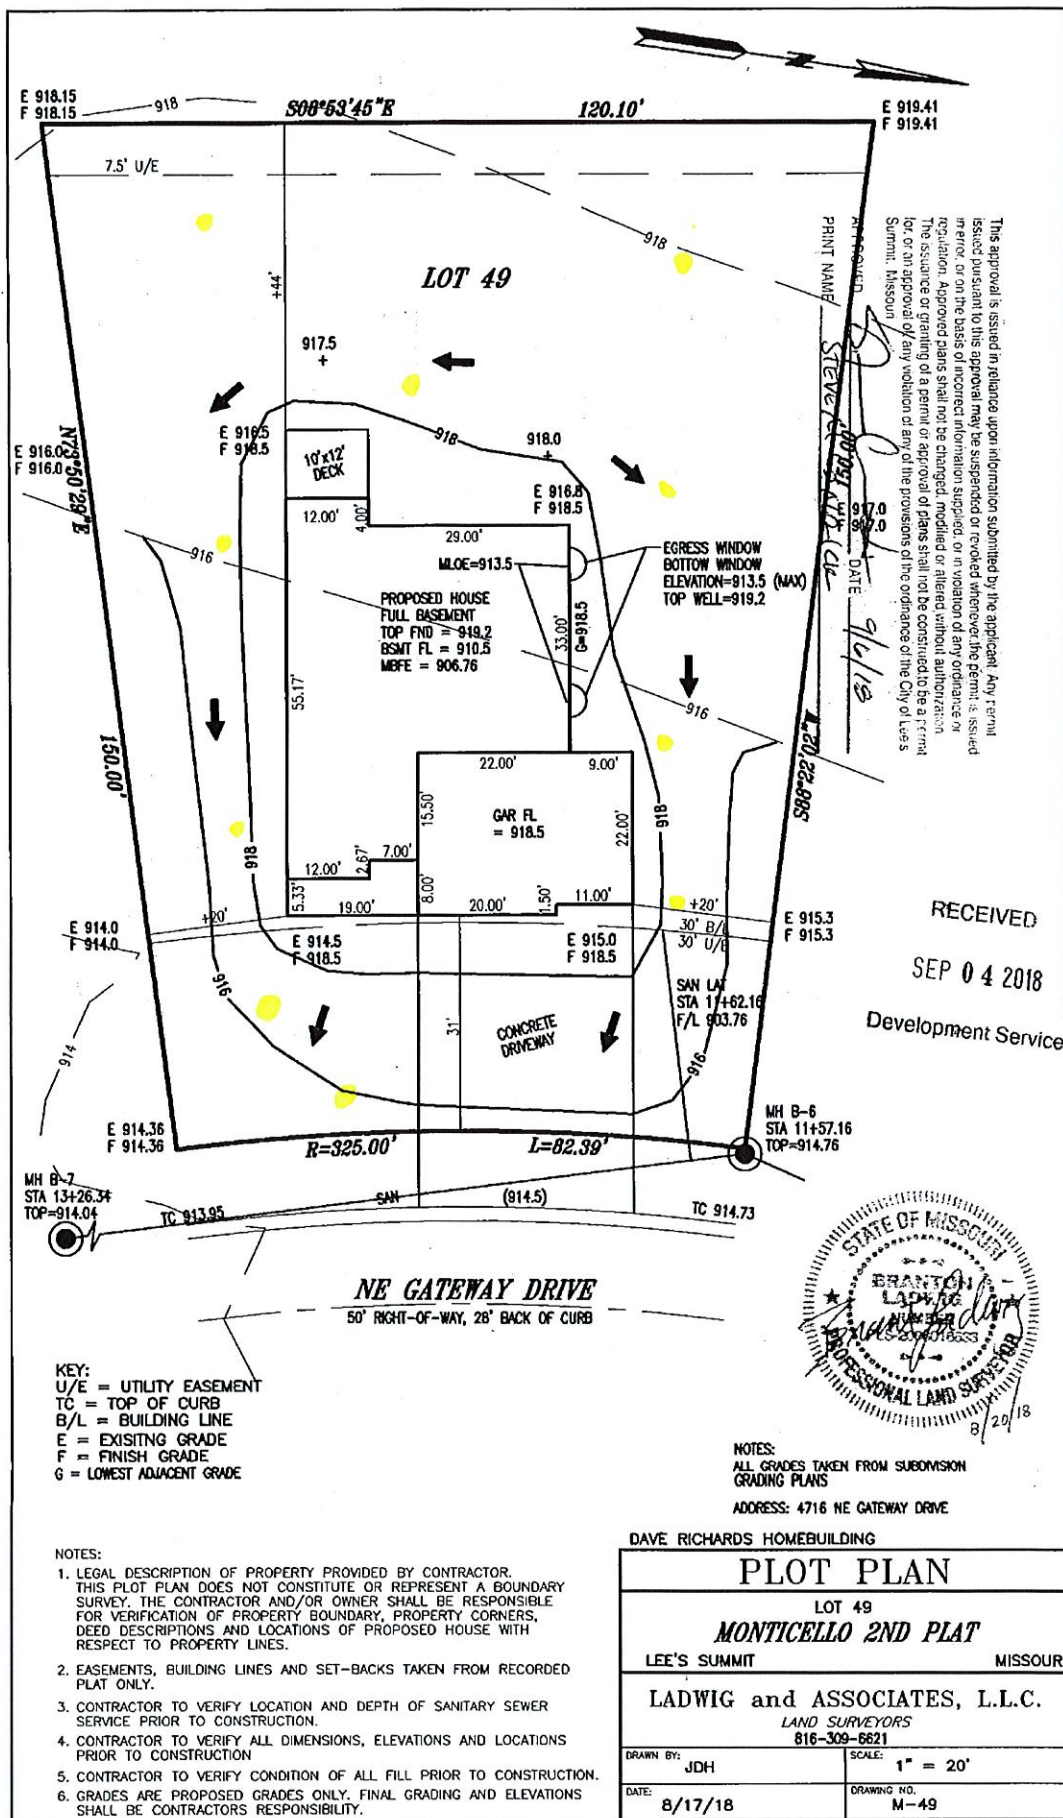 E 918.15
F 918.15
918
S08°53'45"E
120.10'
E 919.41
F 919.41
N
7.5' U/E
918
LOT 49
+44'
917.5
+
918
918.0
+
E 916.5
F 918.5
10'x12'
DECK
E 916.0
F 916.0
N73°50'29"E
150.00'
916
12.00'
4.00'
29.00'
E 916.8
F 918.5
MLOE=913.5
EGRESS WINDOW
BOTTOW WINDOW
ELEVATION=913.5 (MAX)
TOP WELL=919.2
PROPOSED HOUSE
FULL BASEMENT
TOP FND = 919.2
BSMT FL = 910.5
MBFE = 906.76
33.00'
G=918.5
55.17'
916
22.00'
9.00'
15.50'
GAR FL
= 918.5
22.00'
918
918
12.00'
2.67'
7.00'
8.00'
5.33'
19.00'
20.00'
1.50'
11.00'
+20'
+20'
30' B/L
30' U/E
E 914.0
F 914.0
E 914.5
F 918.5
E 915.0
F 918.5
E 915.3
F 915.3
917.0
917.0
150.00'
916
914
31'
CONCRETE
DRIVEWAY
SAN LAT
STA 11+62.16
F/L 903.76
916
E 914.36
F 914.36
R=325.00'
L=82.39'
MH B-6
STA 11+57.16
TOP=914.76
MH B-7
STA 13+26.34
TOP=914.04
TC 913.95
SAN
(914.5)
TC 914.73
NE GATEWAY DRIVE
50' RIGHT-OF-WAY, 28' BACK OF CURB
This approval is issued in reliance upon information submitted by the applicant. Any permit
issued pursuant to this approval may be suspended or revoked whenever the permit is issued
in error, or on the basis of incorrect information supplied, or in violation of any ordinance or
regulation. Approved plans shall not be changed, modified or altered without authorization
The issuance or granting of a permit or approval of plans shall not be construed to be a permit
for, or an approval of, any violation of any of the provisions of the ordinance of the City of Lee's
Summit, Missouri
APPROVED
DATE 9/6/18
PRINT NAME STEVE
RECEIVED
SEP 04 2018
Development Service
STATE OF MISSOURI
BRANTON
LADWIG
NUMBER
PROFESSIONAL LAND SURVEYOR
8/20/18
KEY:
U/E = UTILITY EASEMENT
TC = TOP OF CURB
B/L = BUILDING LINE
E = EXISITNG GRADE
F = FINISH GRADE
G = LOWEST ADJACENT GRADE
NOTES:
ALL GRADES TAKEN FROM SUBDIVISION
GRADING PLANS
ADDRESS: 4716 NE GATEWAY DRIVE
NOTES:
1. LEGAL DESCRIPTION OF PROPERTY PROVIDED BY CONTRACTOR.
THIS PLOT PLAN DOES NOT CONSTITUTE OR REPRESENT A BOUNDARY
SURVEY. THE CONTRACTOR AND/OR OWNER SHALL BE RESPONSIBLE
FOR VERIFICATION OF PROPERTY BOUNDARY, PROPERTY CORNERS,
DEED DESCRIPTIONS AND LOCATIONS OF PROPOSED HOUSE WITH
RESPECT TO PROPERTY LINES.
2. EASEMENTS, BUILDING LINES AND SET-BACKS TAKEN FROM RECORDED
PLAT ONLY.
3. CONTRACTOR TO VERIFY LOCATION AND DEPTH OF SANITARY SEWER
SERVICE PRIOR TO CONSTRUCTION.
4. CONTRACTOR TO VERIFY ALL DIMENSIONS, ELEVATIONS AND LOCATIONS
PRIOR TO CONSTRUCTION
5. CONTRACTOR TO VERIFY CONDITION OF ALL FILL PRIOR TO CONSTRUCTION.
6. GRADES ARE PROPOSED GRADES ONLY. FINAL GRADING AND ELEVATIONS
SHALL BE CONTRACTORS RESPONSIBILITY.
DAVE RICHARDS HOMEBUILDING
PLOT PLAN
LOT 49
MONTICELLO 2ND PLAT
LEE'S SUMMIT MISSOUR
LADWIG and ASSOCIATES, L.L.C.
LAND SURVEYORS
816-309-6621
DRAWN BY:
JDH
SCALE:
1" = 20'
DATE:
8/17/18
DRAWING NO.
M-49